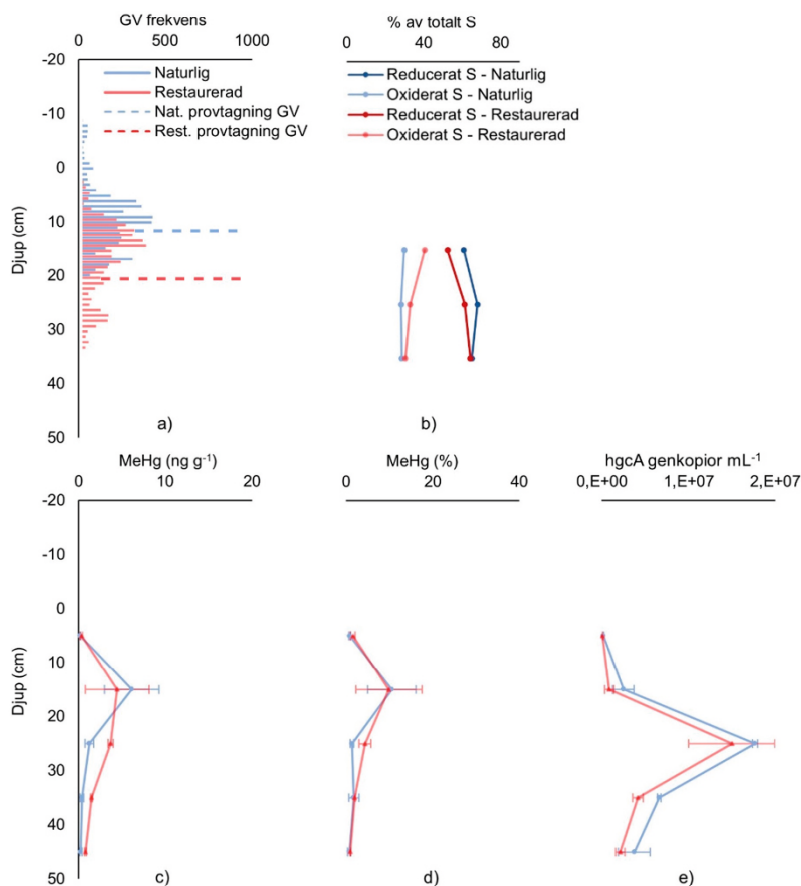 GV frekvens
0 500 1000
-20
-10
0
10
20
30
40
50
Djup (cm)
Naturlig
Restaurerad
Nat. provtagning GV
Rest. provtagning GV
a)
% av totalt S
0 40 80
Reducerat S - Naturlig
Oxiderat S - Naturlig
Reducerat S - Restaurerad
Oxiderat S - Restaurerad
b)
MeHg (ng g⁻¹)
0 10 20
-20
-10
0
10
20
30
40
50
Djup (cm)
c)
MeHg (%)
0 20 40
d)
hgcA genkopior mL⁻¹
0,E+00 1,E+07 2,E+07
e)